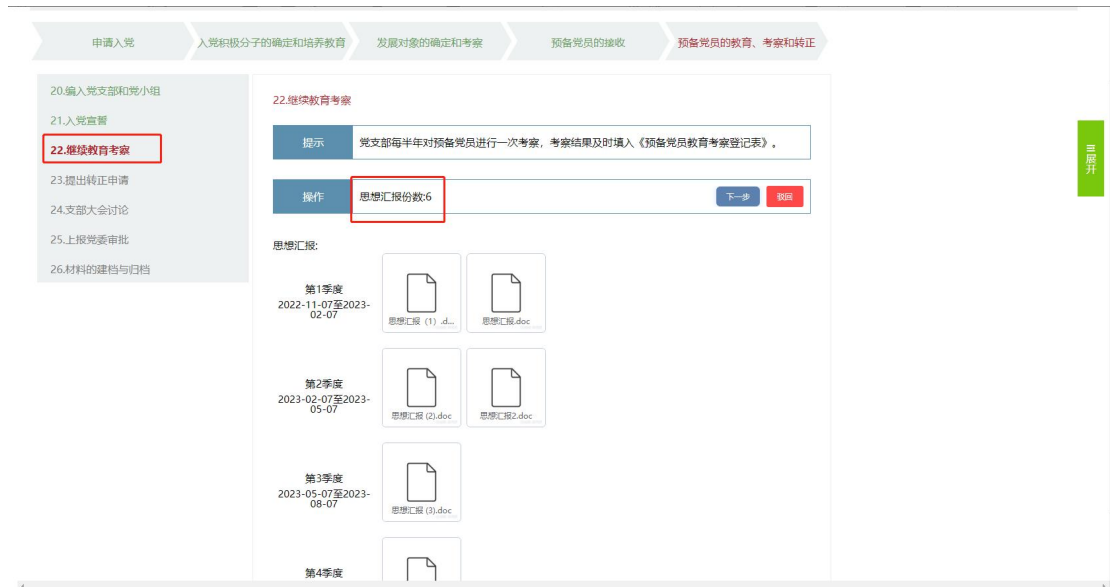 申请入党
入党积极分子的确定和培养教育
发展对象的确定和考察
预备党员的接收
预备党员的教育、考察和转正
20.编入党支部和党小组
21.入党宣誓
22.继续教育考察
23.提出转正申请
24.支部大会讨论
25.上报党委审批
26.材料的建档与归档
22.继续教育考察
提示
党支部每半年对预备党员进行一次考察，考察结果及时填入《预备党员教育考察登记表》。
操作
思想汇报份数:6
下一步
驳回
思想汇报:
第1季度
2022-11-07至2023-
02-07
思想汇报（1）.d...
思想汇报.doc
第2季度
2023-02-07至2023-
05-07
思想汇报 (2).doc
思想汇报2.doc
第3季度
2023-05-07至2023-
08-07
思想汇报 (3).doc
第4季度
展开